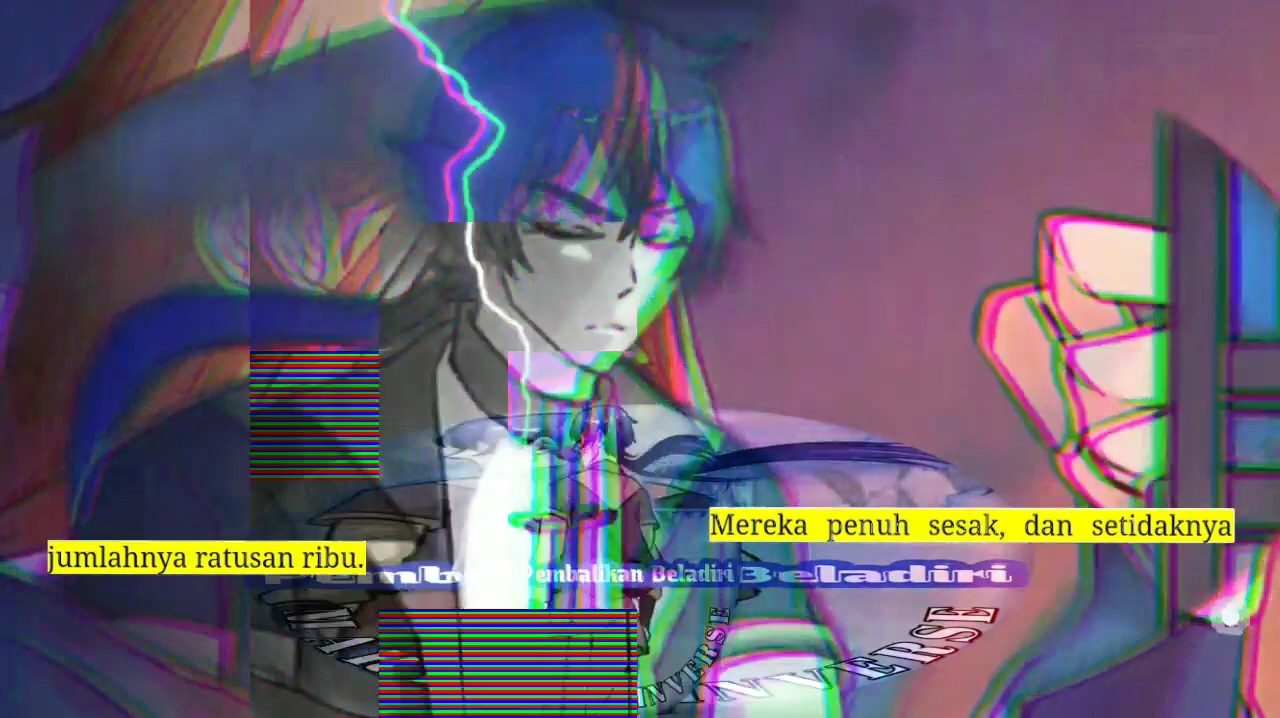 Mereka penuh sesak, dan setidaknya
jumlahnya ratusan ribu.
Pembalikan Beladiri
Beladiri
INVERSE
INVERSE